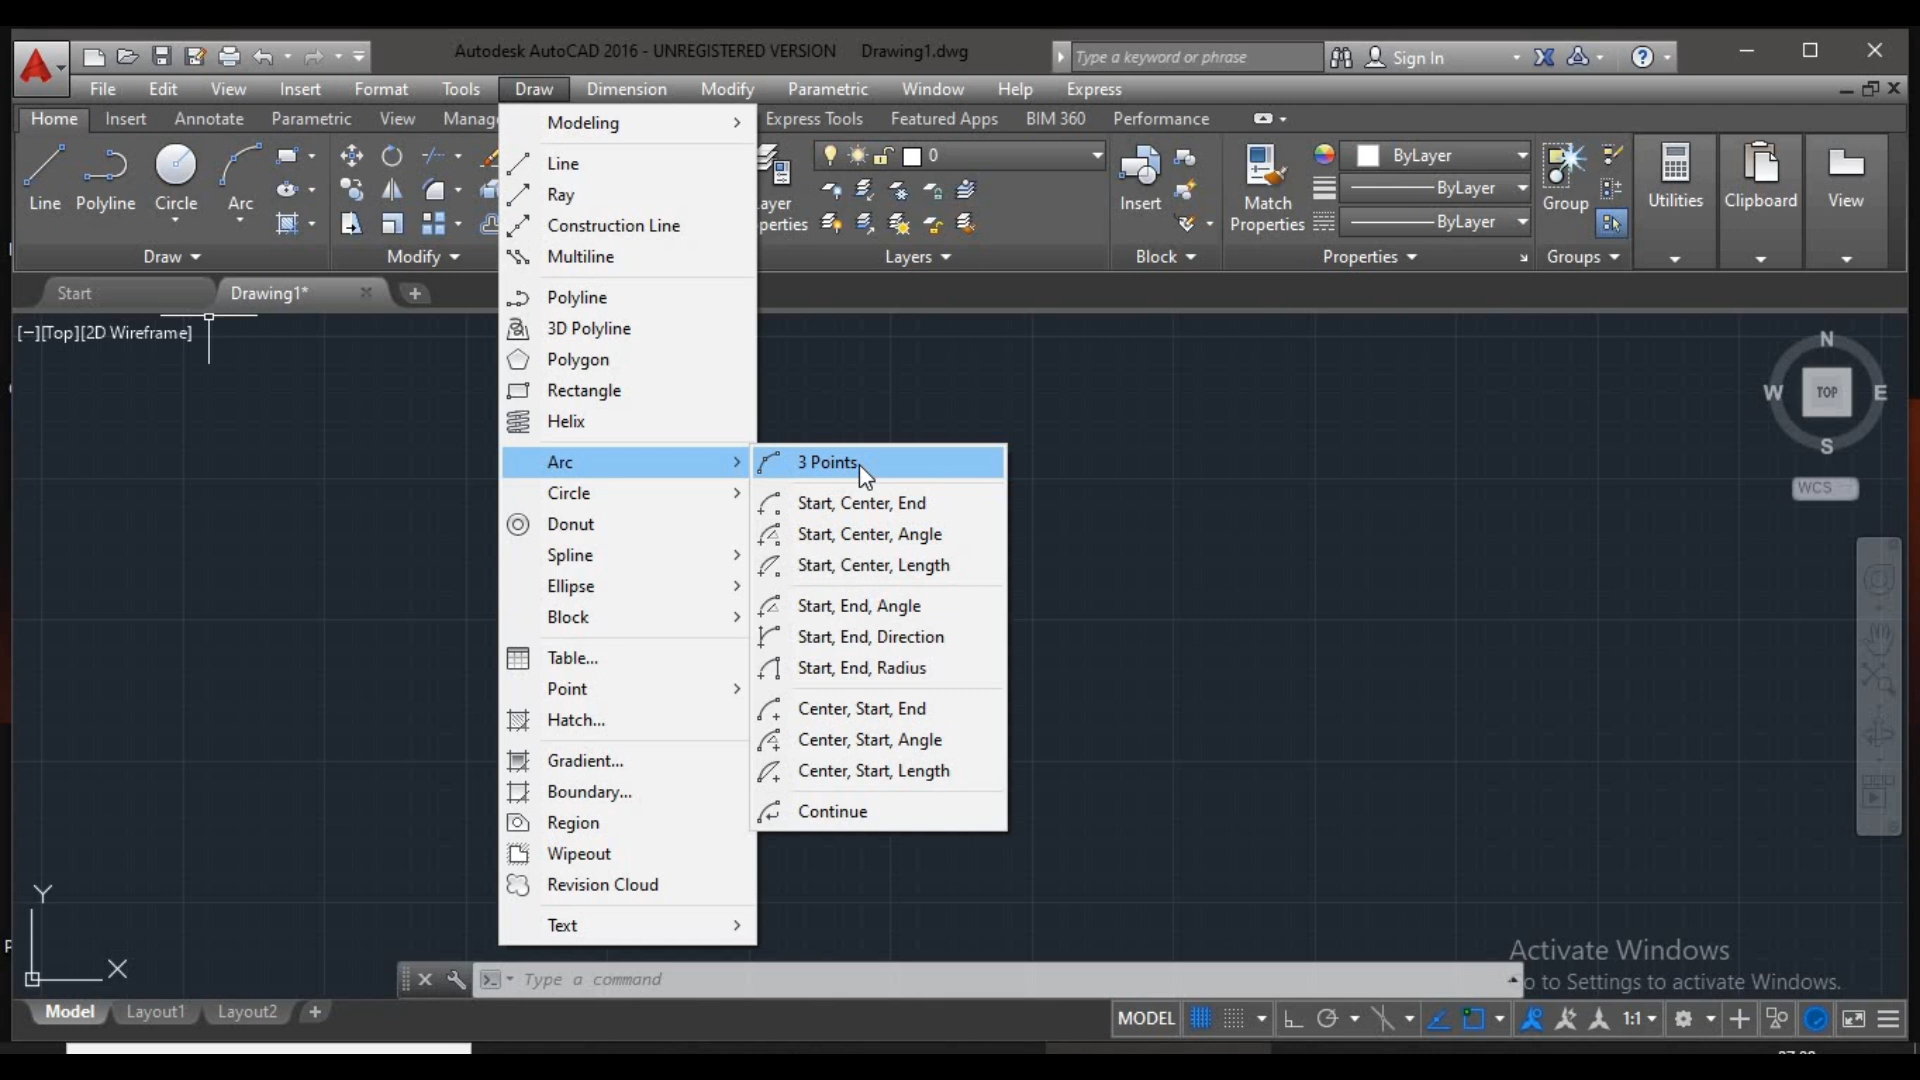 Autodesk AutoCAD 2016 - UNREGISTERED VERSION Drawing1.dwg
Type a keyword or phrase
Sign In
File Edit View Insert Format Tools Draw Dimension Modify Parametric Window Help Express
Home Insert Annotate Parametric View Manag Express Tools Featured Apps BIM 360 Performance
0
ByLayer
ByLayer
ByLayer
Line Polyline Circle Arc
ayer
operties
Insert
Match
Properties
Group
Utilities
Clipboard
View
Draw Modify Layers Block Properties Groups
Start Drawing1*
[−][Top][2D Wireframe]
Modeling
Line
Ray
Construction Line
Multiline
Polyline
3D Polyline
Polygon
Rectangle
Helix
Arc
Circle
Donut
Spline
Ellipse
Block
Table...
Point
Hatch...
Gradient...
Boundary...
Region
Wipeout
Revision Cloud
Text
3 Points
Start, Center, End
Start, Center, Angle
Start, Center, Length
Start, End, Angle
Start, End, Direction
Start, End, Radius
Center, Start, End
Center, Start, Angle
Center, Start, Length
Continue
N
W TOP E
S
WCS
Y
X
Activate Windows
o to Settings to activate Windows.
Type a command
Model Layout1 Layout2
MODEL
1:1